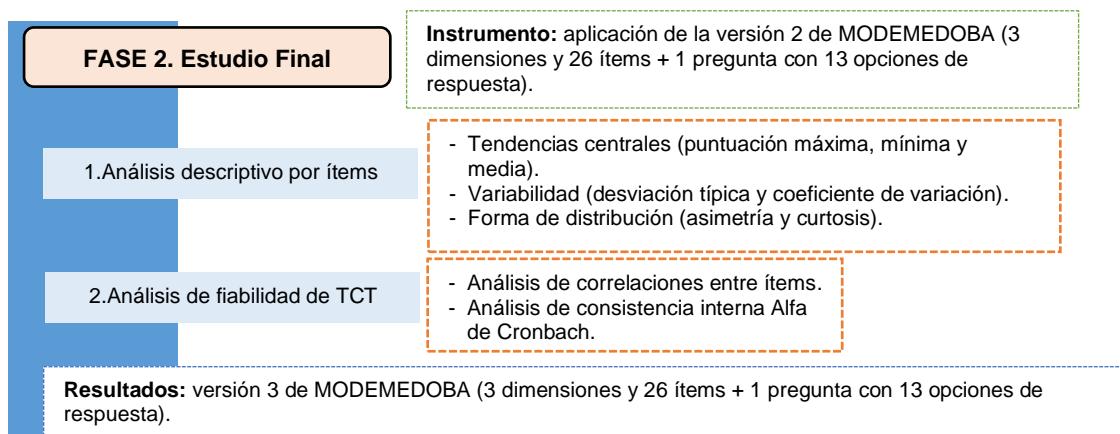 FASE 2. Estudio Final
Instrumento: aplicación de la versión 2 de MODEMEDOBA (3
dimensiones y 26 ítems + 1 pregunta con 13 opciones de
respuesta).
1.Análisis descriptivo por ítems
- Tendencias centrales (puntuación máxima, mínima y
media).
- Variabilidad (desviación típica y coeficiente de variación).
- Forma de distribución (asimetría y curtosis).
2.Análisis de fiabilidad de TCT
- Análisis de correlaciones entre ítems.
- Análisis de consistencia interna Alfa
de Cronbach.
Resultados: versión 3 de MODEMEDOBA (3 dimensiones y 26 ítems + 1 pregunta con 13 opciones de
respuesta).